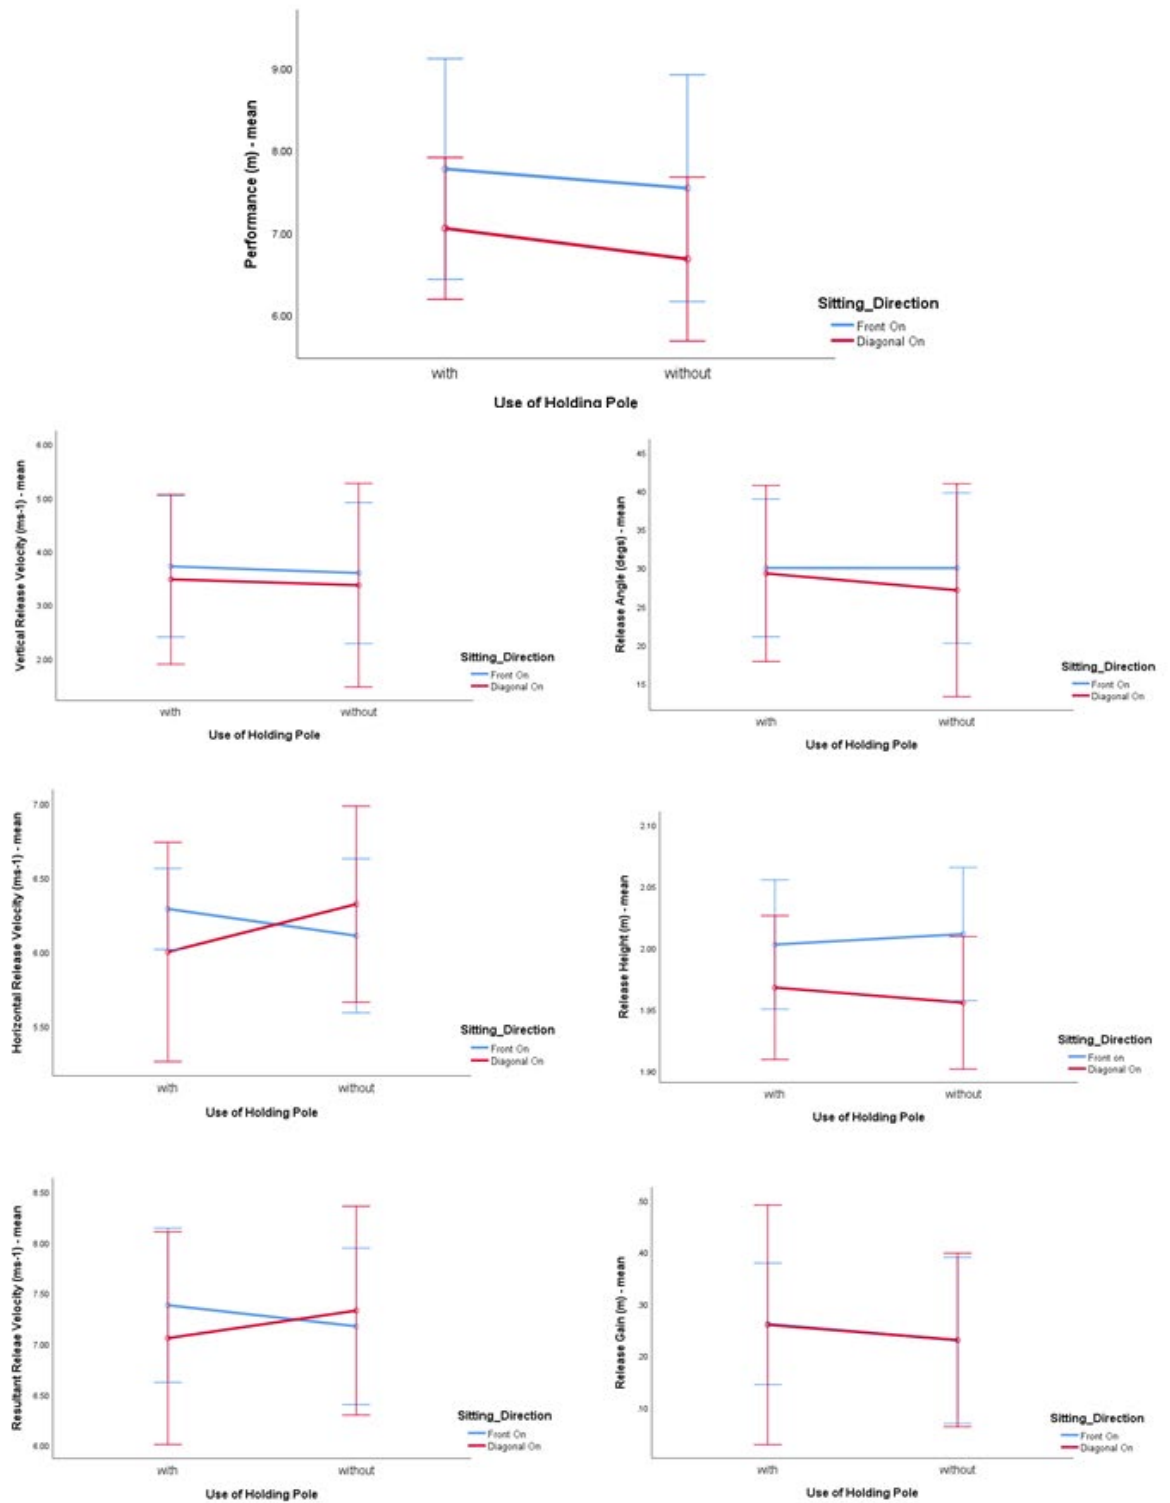 Performance (m) - mean
9.00
8.00
7.00
6.00
with
without
Use of Holding Pole
Sitting_Direction
Front On
Diagonal On
Vertical Release Velocity (ms-1) - mean
6.00
5.00
4.00
3.00
2.00
with
without
Use of Holding Pole
Sitting_Direction
Front On
Diagonal On
Release Angle (degs) - mean
45
40
35
30
25
20
15
with
without
Use of Holding Pole
Sitting_Direction
Front On
Diagonal On
Horizontal Release Velocity (ms-1) - mean
7.00
6.50
6.00
5.50
with
without
Use of Holding Pole
Sitting_Direction
Front On
Diagonal On
Release Height (m) - mean
2.10
2.05
2.00
1.95
1.90
with
without
Use of Holding Pole
Sitting_Direction
Front on
Diagonal On
Resultant Releae Velocity (ms-1) - mean
8.50
8.00
7.50
7.00
6.50
6.00
with
without
Use of Holding Pole
Sitting_Direction
Front On
Diagonal On
Release Gain (m) - mean
.50
.40
.30
.20
.10
with
without
Use of Holding Pole
Sitting_Direction
Front On
Diagonal On